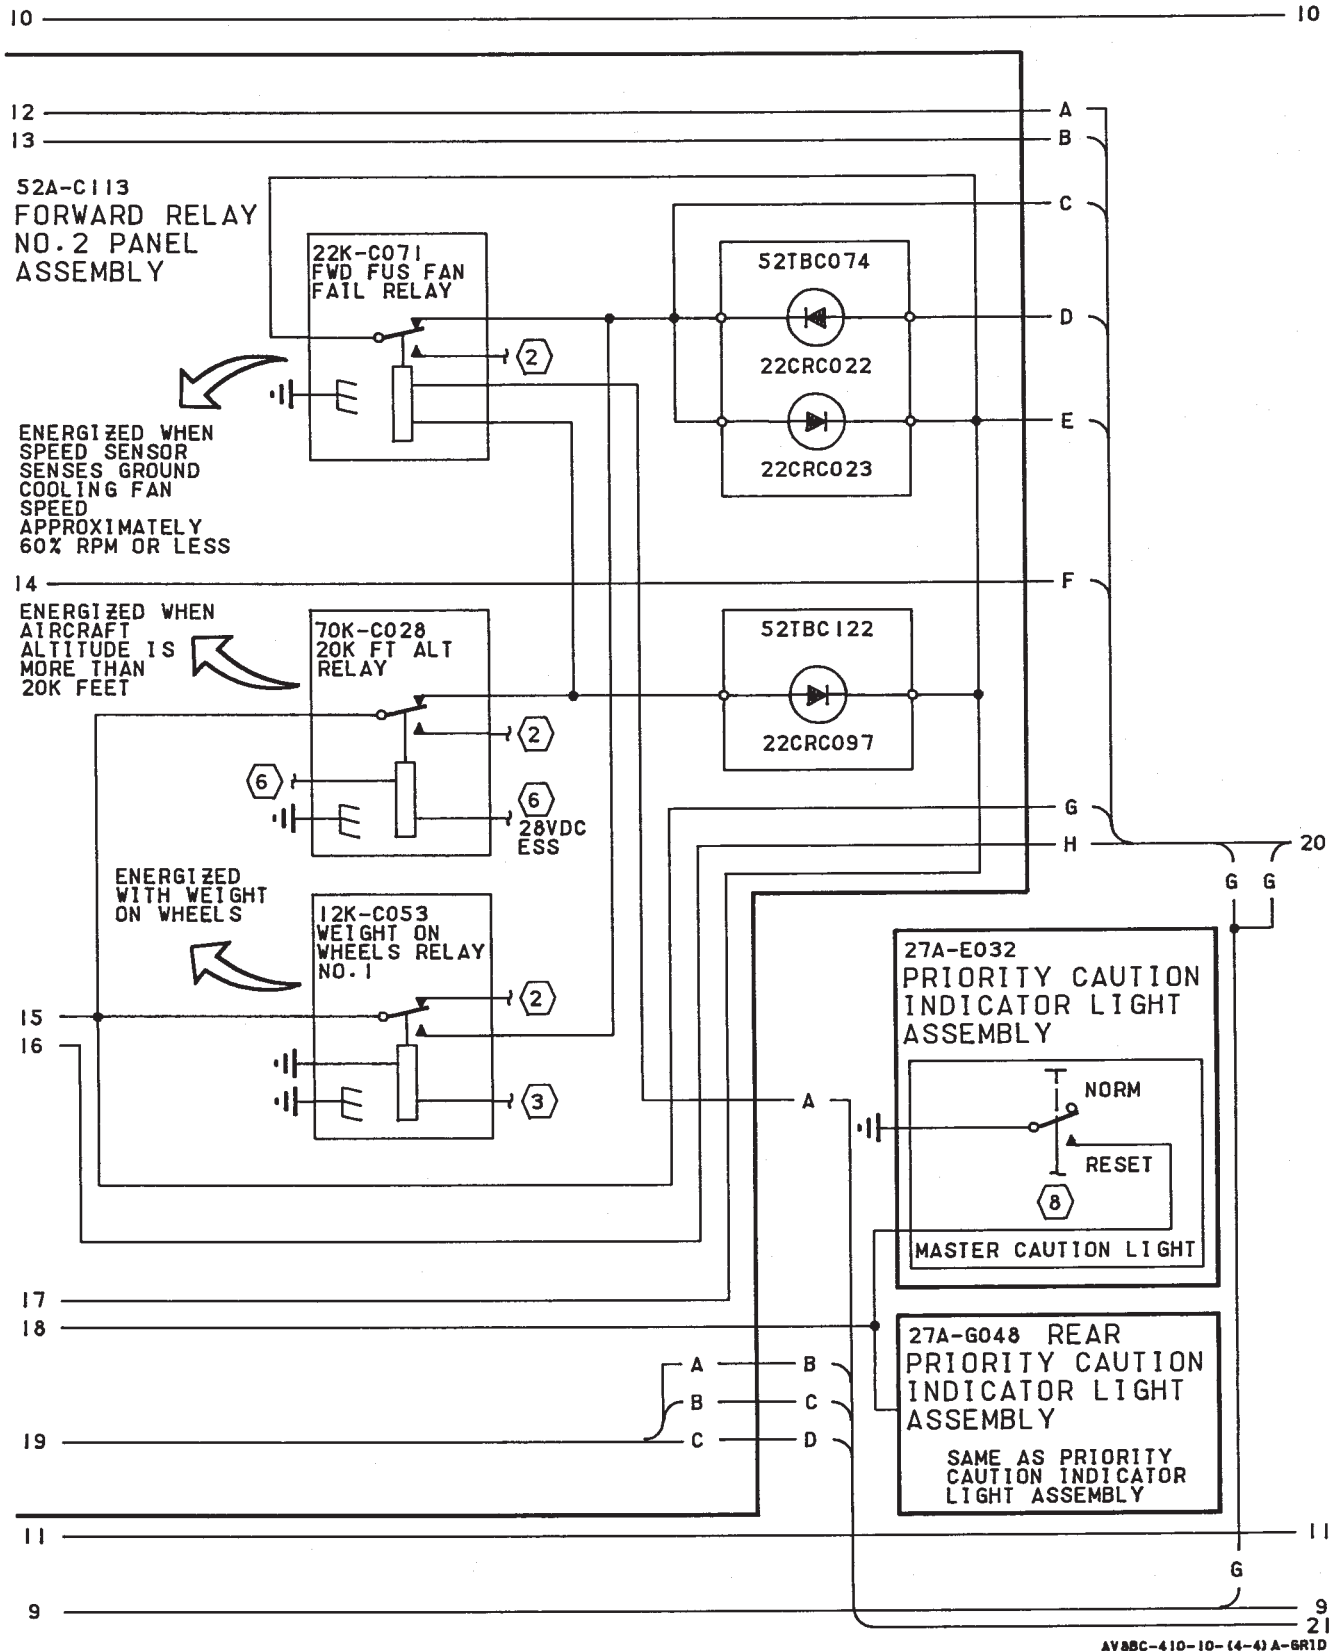 10 10
12 A
13 B
52A-C113
FORWARD RELAY
NO.2 PANEL
ASSEMBLY
C
22K-C071
FWD FUS FAN
FAIL RELAY
2
52TBC074
22CRC022
22CRC023
D
E
ENERGIZED WHEN
SPEED SENSOR
SENSES GROUND
COOLING FAN
SPEED
APPROXIMATELY
60% RPM OR LESS
14 F
ENERGIZED WHEN
AIRCRAFT
ALTITUDE IS
MORE THAN
20K FEET
70K-C028
20K FT ALT
RELAY
2
6
6
28VDC
ESS
52TBC122
22CRC097
G
H 20
G G
ENERGIZED
WITH WEIGHT
ON WHEELS
12K-C053
WEIGHT ON
WHEELS RELAY
NO.1
2
3
15
16
A
27A-E032
PRIORITY CAUTION
INDICATOR LIGHT
ASSEMBLY
NORM
RESET
8
MASTER CAUTION LIGHT
17
18
27A-G048 REAR
PRIORITY CAUTION
INDICATOR LIGHT
ASSEMBLY
SAME AS PRIORITY
CAUTION INDICATOR
LIGHT ASSEMBLY
A B
B C
19 C D
11 11
G
9 9
21
AV8BC-410-10-(4-4)A-GRID